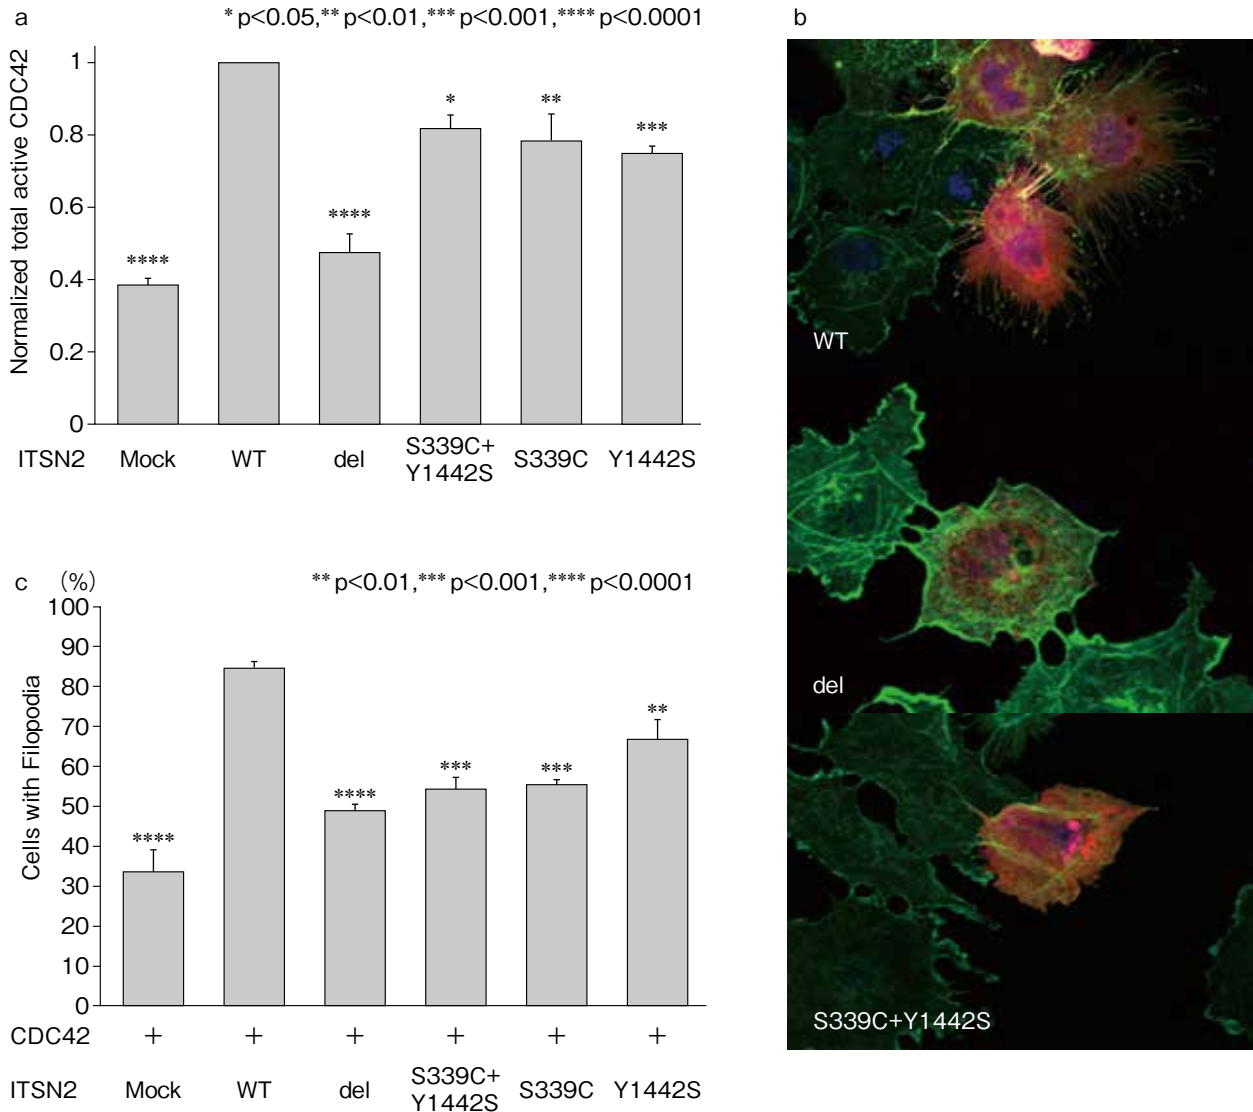 a
* p<0.05,** p<0.01,*** p<0.001,**** p<0.0001
Normalized total active CDC42
1
0.8
0.6
0.4
0.2
0
****
****
*
**
***
ITSN2 Mock WT del S339C+ S339C Y1442S
Y1442S
b
WT
del
S339C+Y1442S
c (%)
** p<0.01,*** p<0.001,**** p<0.0001
Cells with Filopodia
100
90
80
70
60
50
40
30
20
10
0
****
****
***
***
**
CDC42 + + + + + +
ITSN2 Mock WT del S339C+ S339C Y1442S
Y1442S